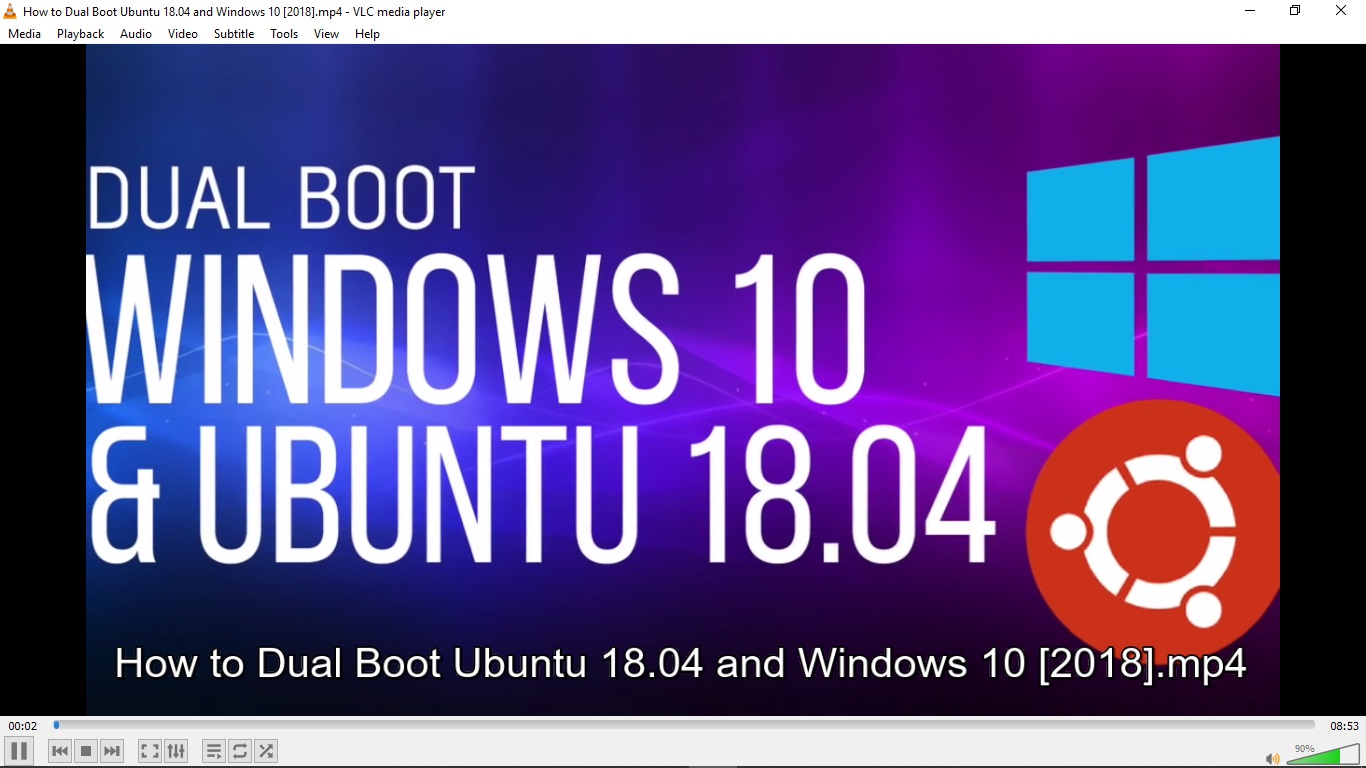 How to Dual Boot Ubuntu 18.04 and Windows 10 [2018].mp4 - VLC media player
Media Playback Audio Video Subtitle Tools View Help
DUAL BOOT
WINDOWS 10
& UBUNTU 18.04
How to Dual Boot Ubuntu 18.04 and Windows 10 [2018].mp4
00:02 08:53
90%